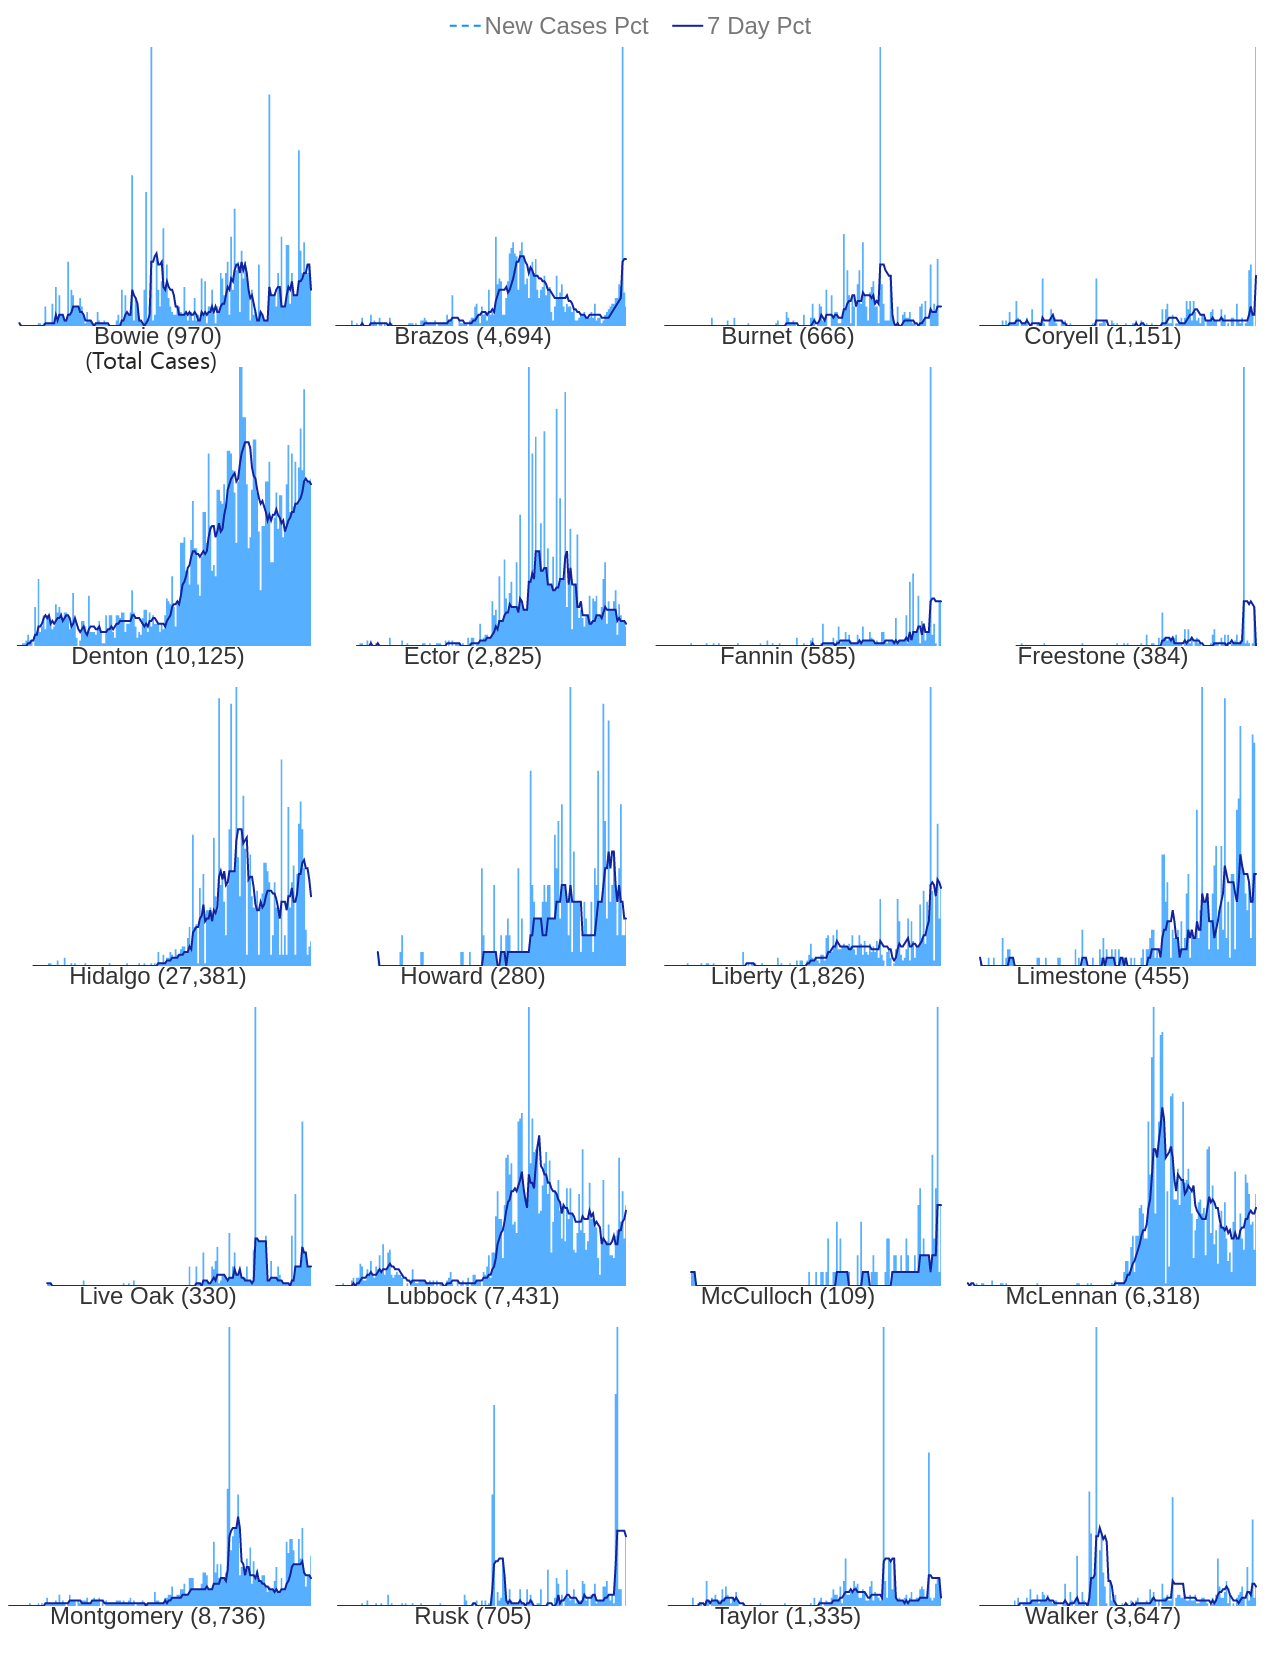 New Cases Pct 7 Day Pct
Bowie (970) Brazos (4,694) Burnet (666) Coryell (1,151)
(Total Cases)
Denton (10,125) Ector (2,825) Fannin (585) Freestone (384)
Hidalgo (27,381) Howard (280) Liberty (1,826) Limestone (455)
Live Oak (330) Lubbock (7,431) McCulloch (109) McLennan (6,318)
Montgomery (8,736) Rusk (705) Taylor (1,335) Walker (3,647)